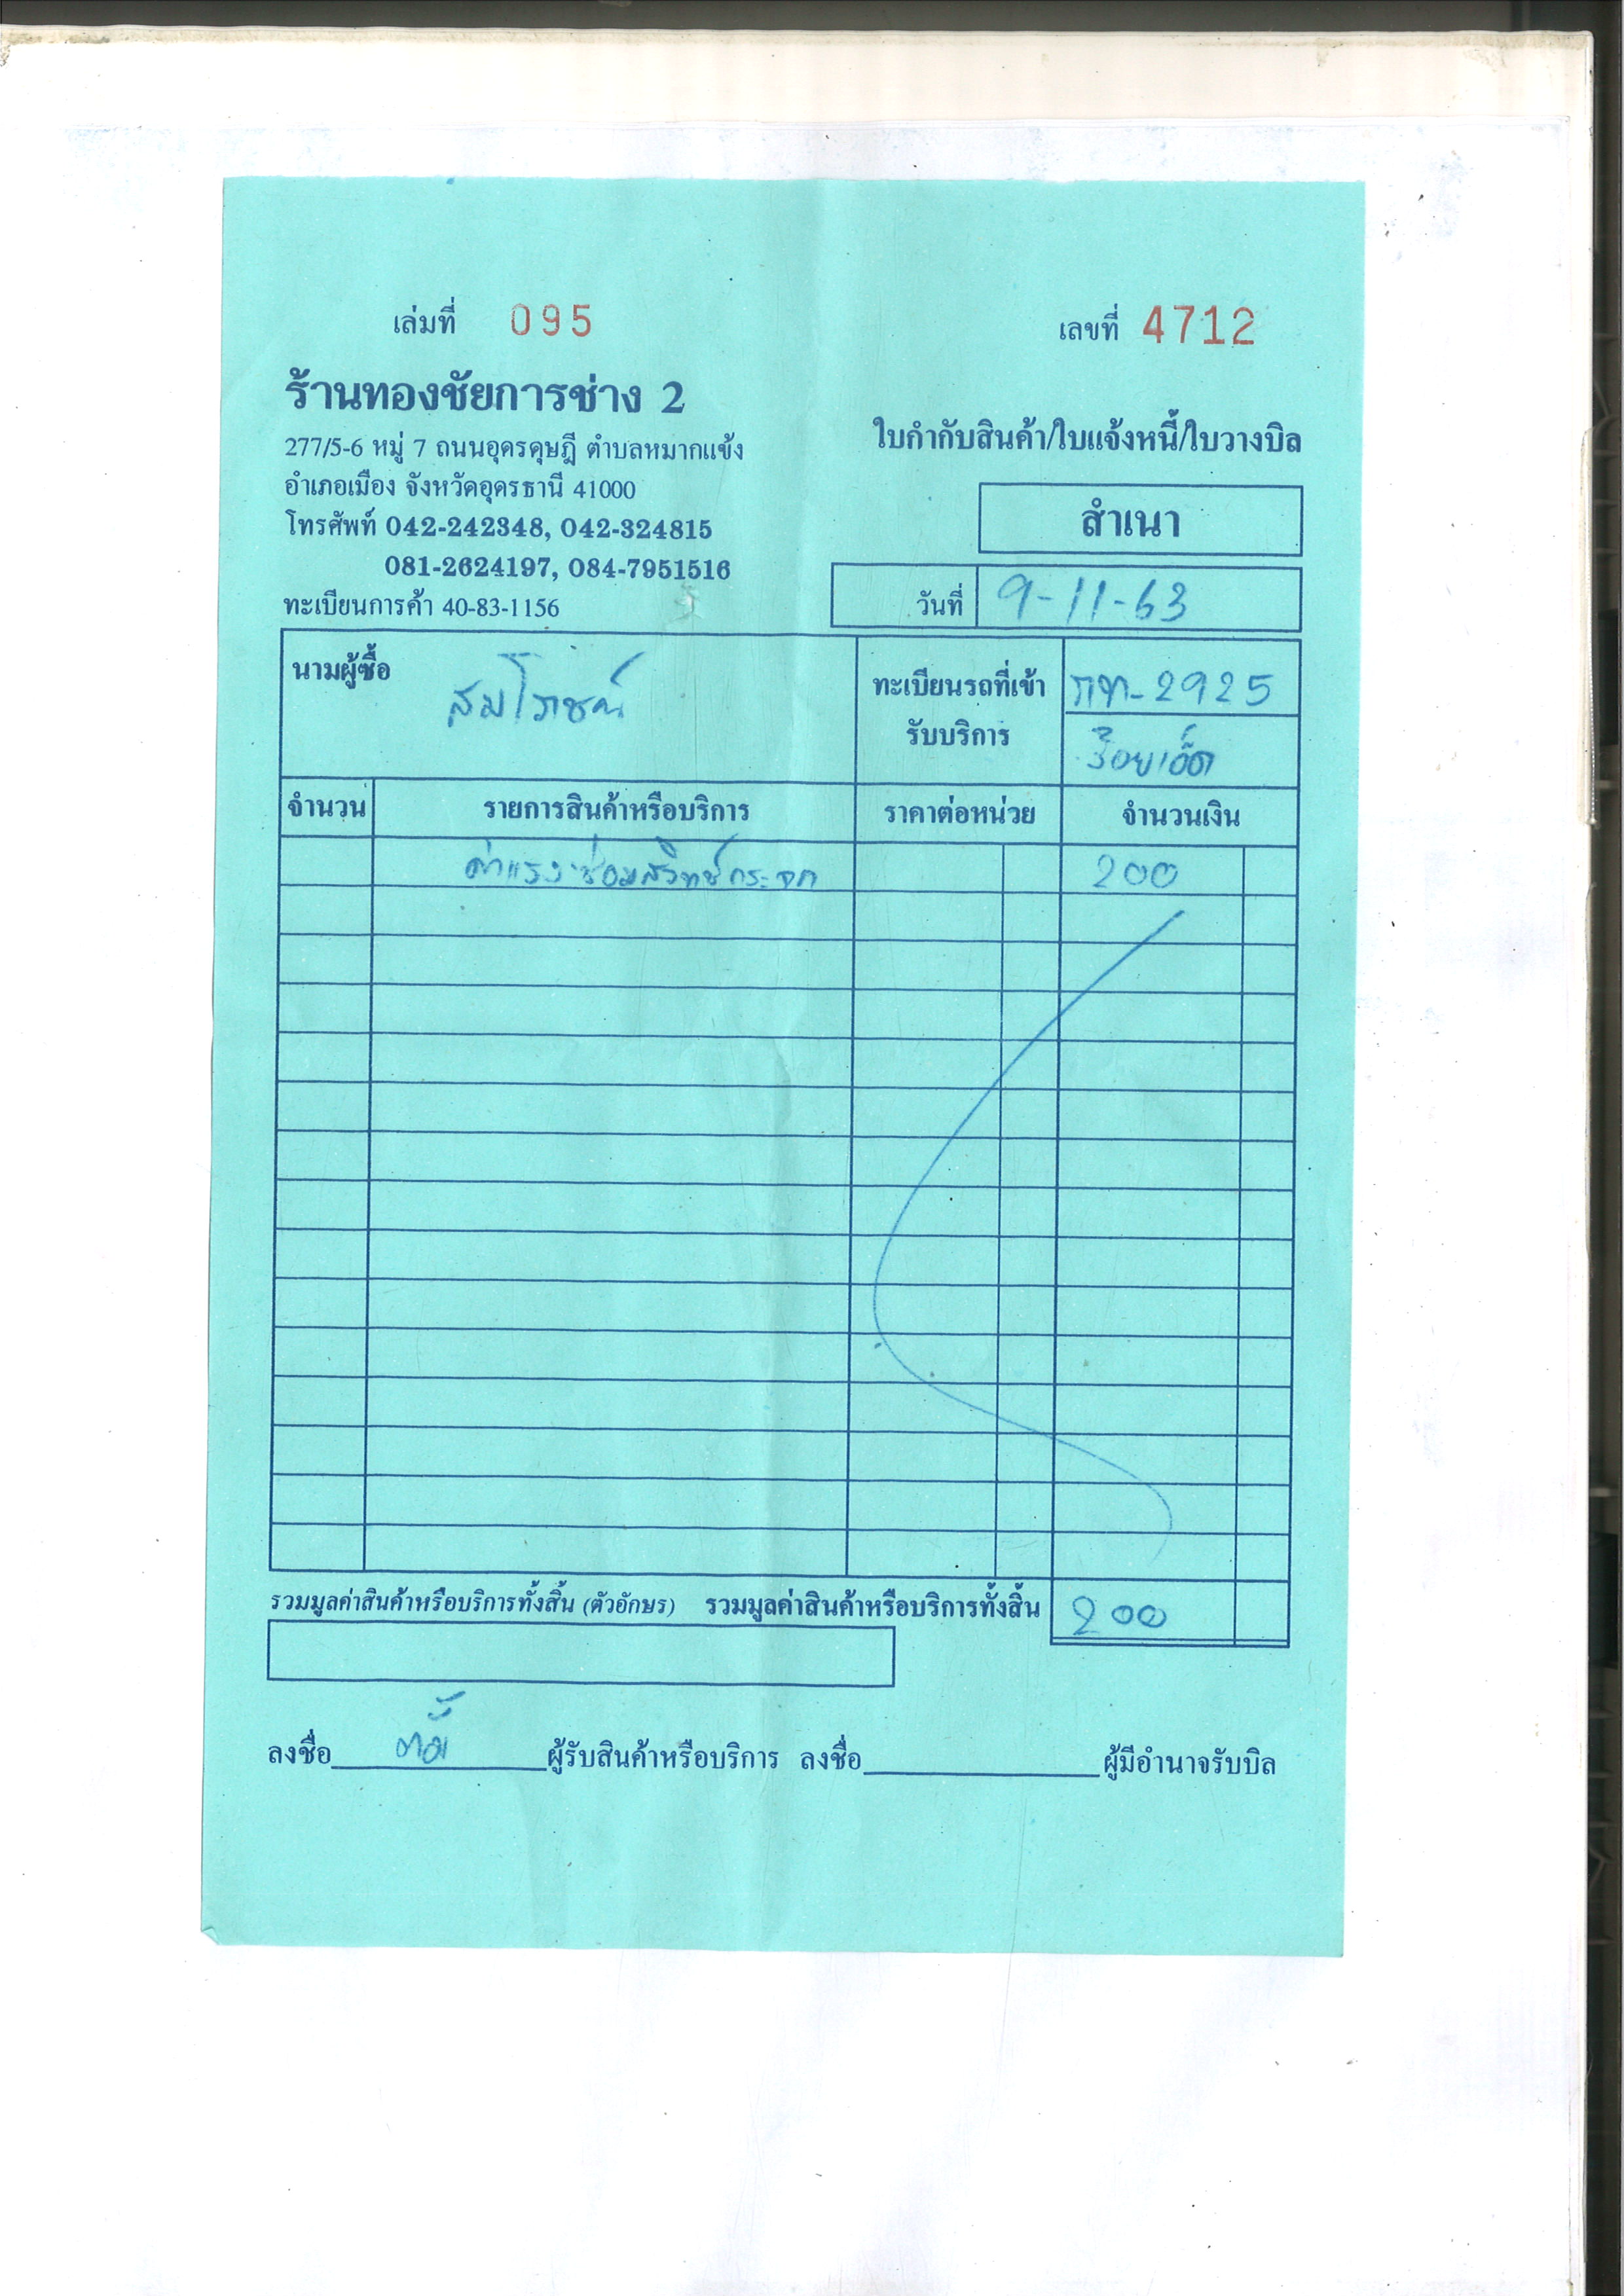 เล่มที่ 095
เลขที่ 4712
ร้านทองชัยการช่าง 2
277/5-6 หมู่ 7 ถนนอุดรดุษฎี ตำบลหมากแข้ง
อำเภอเมือง จังหวัดอุดรธานี 41000
โทรศัพท์ 042-242348, 042-324815
081-2624197, 084-7951516
ทะเบียนการค้า 40-83-1156
ใบกำกับสินค้า/ใบแจ้งหนี้/ใบวางบิล
สำเนา
วันที่ 9-11-63
นามผู้ซื้อ สมโภชน์
ทะเบียนรถที่เข้า -2925
รับบริการ ร้อยเอ็ด
จำนวน รายการสินค้าหรือบริการ ราคาต่อหน่วย จำนวนเงิน
ค่าแรงซ่อมสวิทช์กระจก 200
รวมมูลค่าสินค้าหรือบริการทั้งสิ้น (ตัวอักษร) รวมมูลค่าสินค้าหรือบริการทั้งสิ้น 200
ลงชื่อ ผู้รับสินค้าหรือบริการ ลงชื่อ ผู้มีอำนาจรับบิล